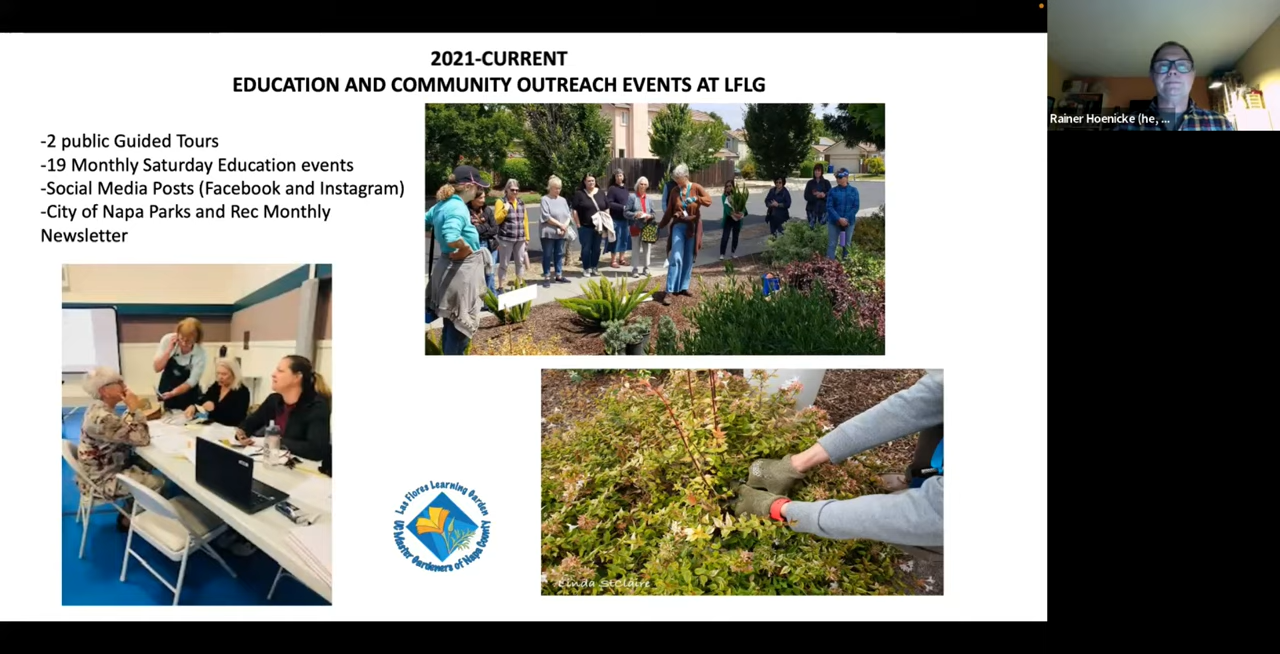 2021-CURRENT
EDUCATION AND COMMUNITY OUTREACH EVENTS AT LFLG
-2 public Guided Tours
-19 Monthly Saturday Education events
-Social Media Posts (Facebook and Instagram)
-City of Napa Parks and Rec Monthly
Newsletter
Rainer Hoenicke (he, ...
Las Flores Learning Garden
UC Master Gardeners of Napa County
Linda StClaire